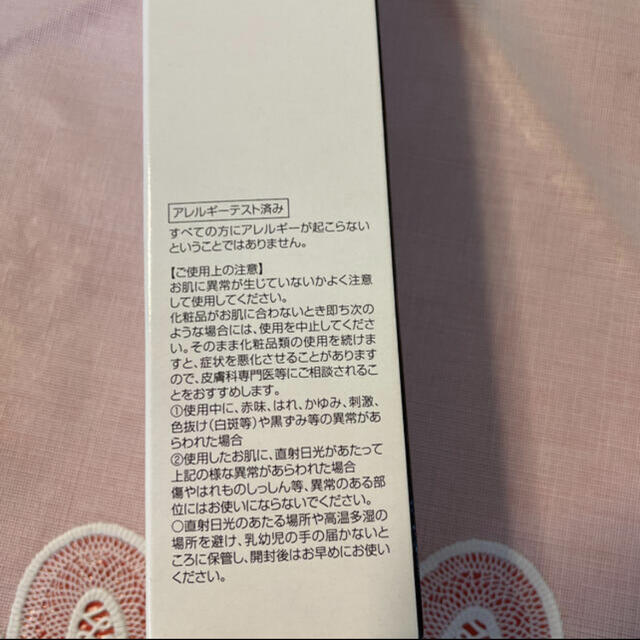 アレルギーテスト済み
すべての方にアレルギーが起こらない
ということではありません。
【ご使用上の注意】
お肌に異常が生じていないかよく注意
して使用してください。
化粧品がお肌に合わないとき即ち次の
ような場合には、使用を中止してくださ
い。そのまま化粧品類の使用を続けま
すと、症状を悪化させることがあります
ので、皮膚科専門医等にご相談されるこ
とをおすすめします。
①使用中に、赤味、はれ、かゆみ、刺激、
色抜け(白斑等)や黒ずみ等の異常があ
らわれた場合
②使用したお肌に、直射日光があたって
上記の様な異常があらわれた場合
傷やはれものしっしん等、異常のある部
位にはお使いにならないでください。
〇直射日光のあたる場所や高温多湿の
場所を避け、乳幼児の手の届かないと
ころに保管し、開封後はお早めにお使い
ください。